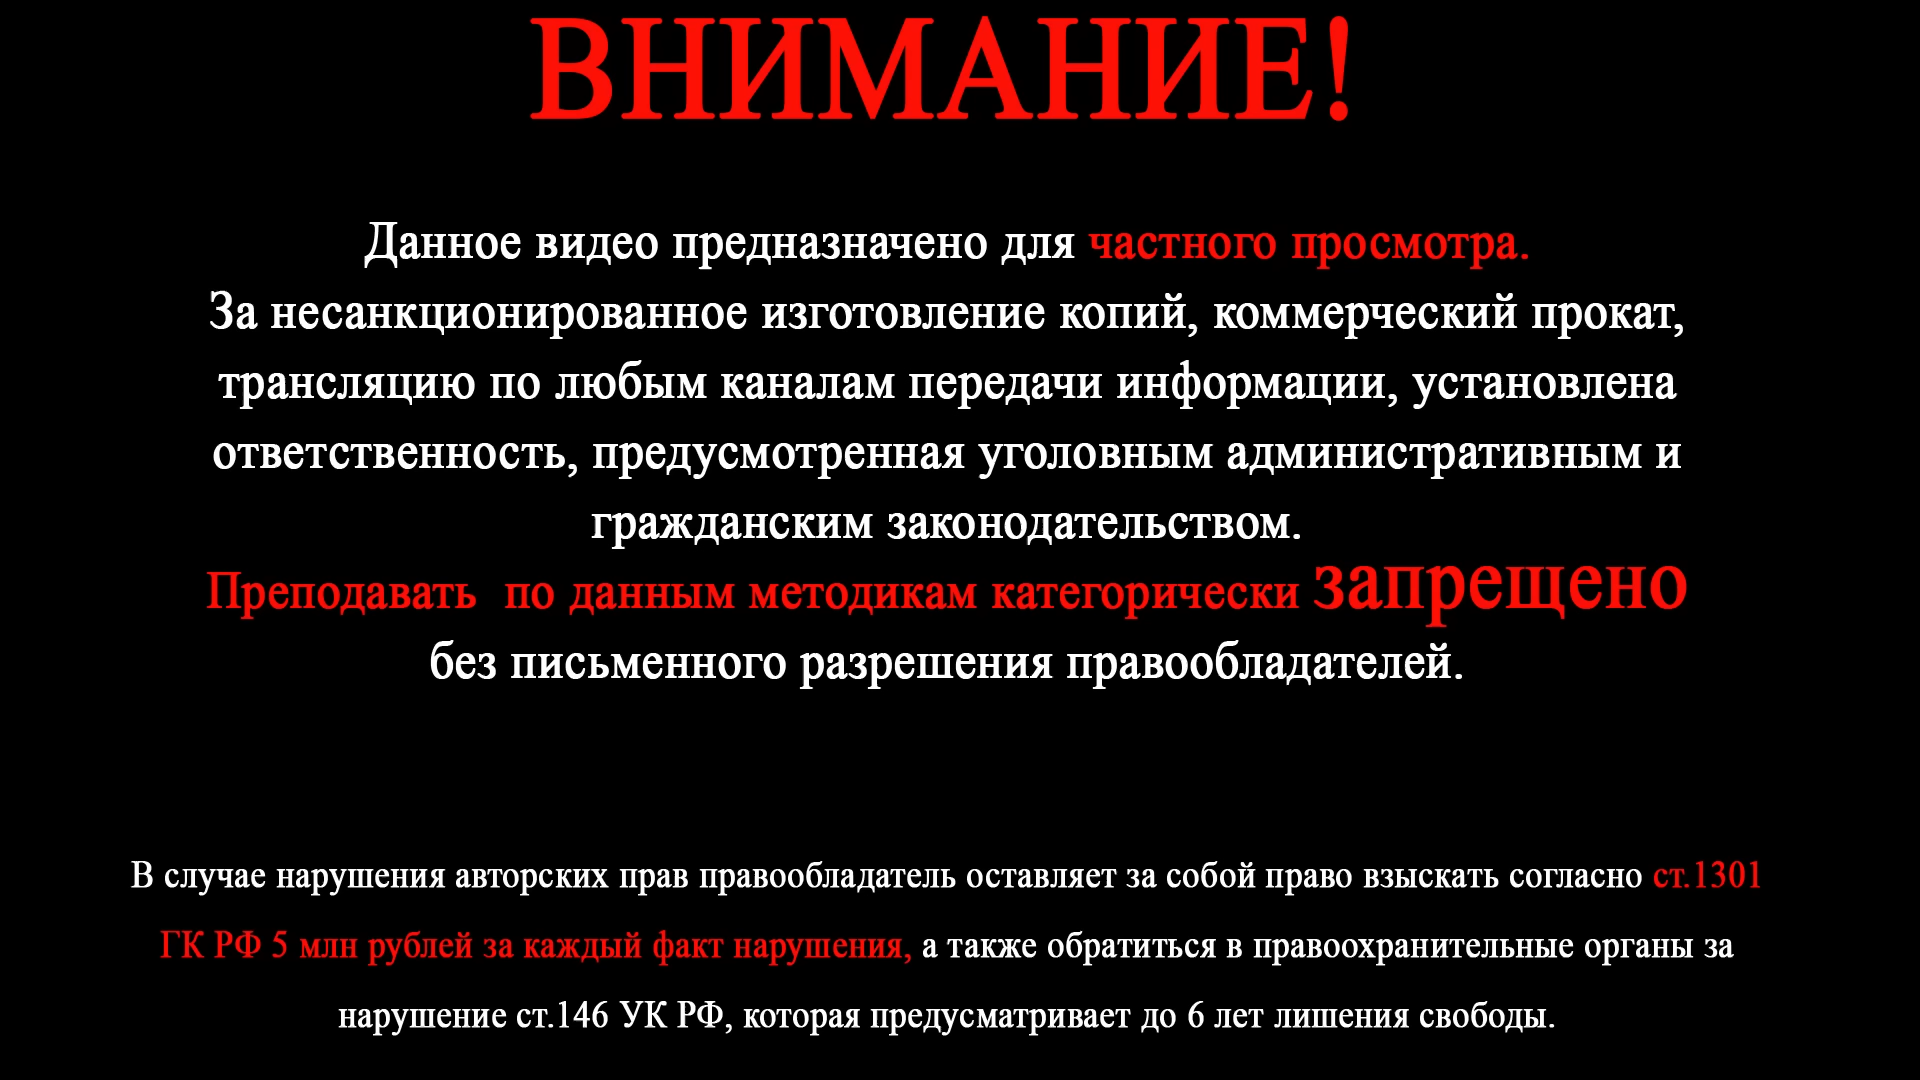 ВНИМАНИЕ!
Данное видео предназначено для частного просмотра.
За несанкционированное изготовление копий, коммерческий прокат,
трансляцию по любым каналам передачи информации, установлена
ответственность, предусмотренная уголовным административным и
гражданским законодательством.
Преподавать  по данным методикам категорически запрещено
без письменного разрешения правообладателей.
В случае нарушения авторских прав правообладатель оставляет за собой право взыскать согласно ст.1301
ГК РФ 5 млн рублей за каждый факт нарушения, а также обратиться в правоохранительные органы за
нарушение ст.146 УК РФ, которая предусматривает до 6 лет лишения свободы.